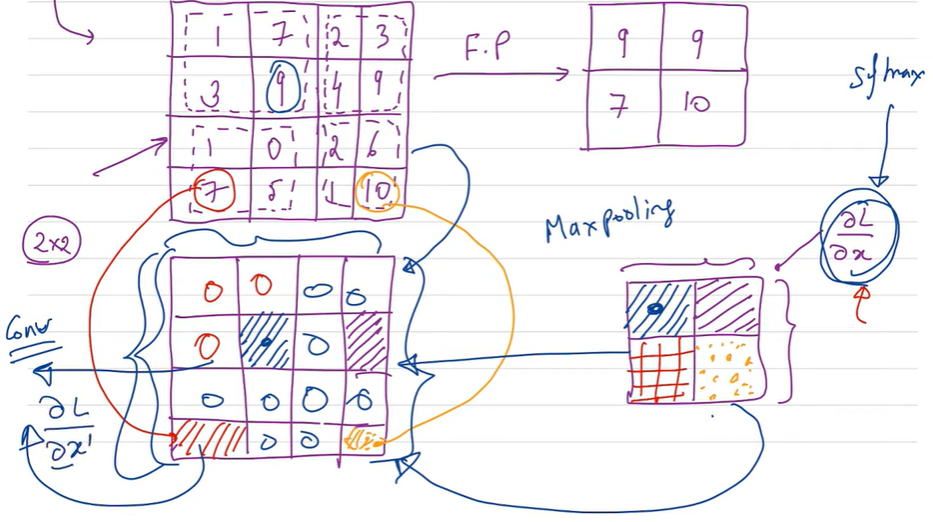 1 7 2 3
3 9 4 9
1 0 2 6
7 5 1 10
F.P
9 9
7 10
Sfmax
2x2
Maxpooling
∂L
∂x
0 0 0 0
0 0
0 0 0 0
0 0
Conv
∂L
∂x'